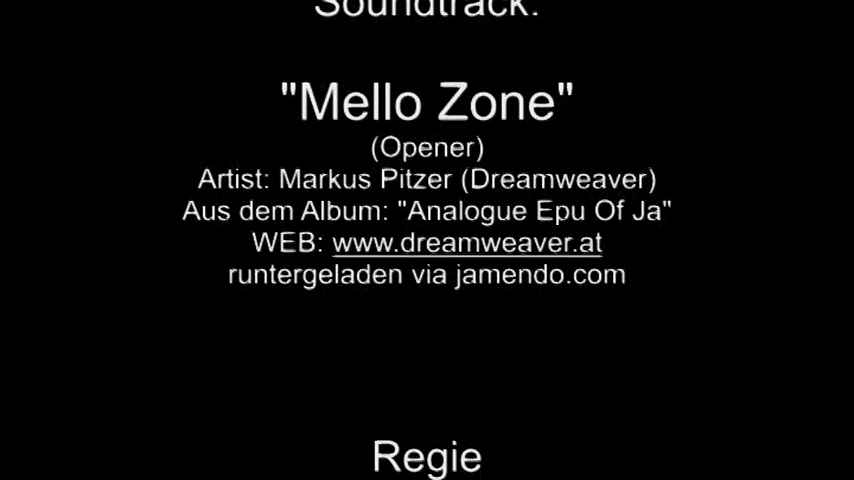 Soundtrack:
"Mello Zone"
(Opener)
Artist: Markus Pitzer (Dreamweaver)
Aus dem Album: "Analogue Epu Of Ja"
WEB: www.dreamweaver.at
runtergeladen via jamendo.com
Regie